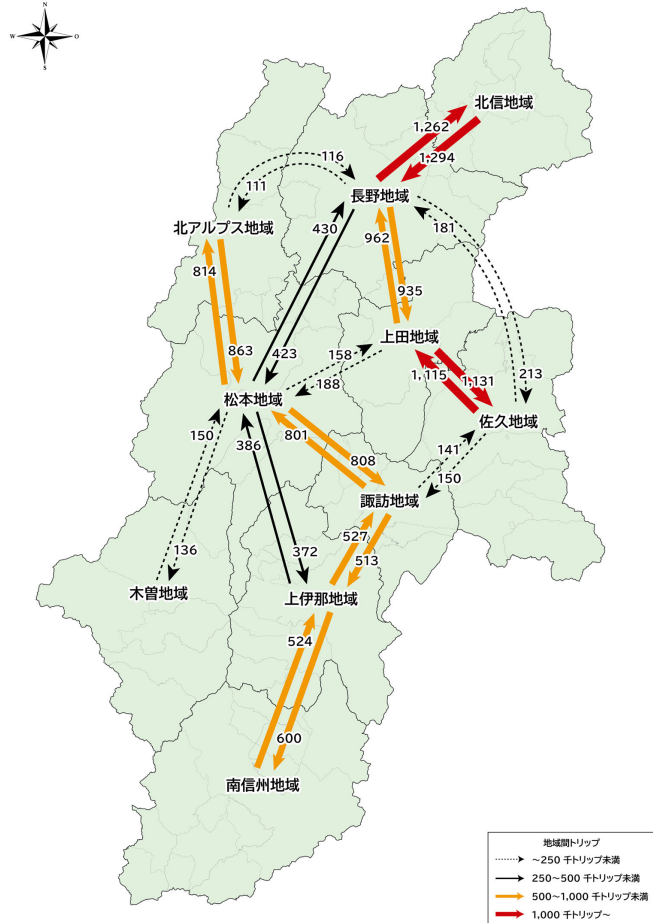 N
W
O
S
北信地域
1,262
1,294
116
111
長野地域
北アルプス地域
430
962
181
814
935
上田地域
863
423
158
188
1,115
1,131
213
松本地域
佐久地域
150
386
801
808
141
150
諏訪地域
527
513
136
372
木曽地域
上伊那地域
524
600
南信州地域
地域間トリップ
～250 千トリップ未満
250～500 千トリップ未満
500～1,000 千トリップ未満
1,000 千トリップ～